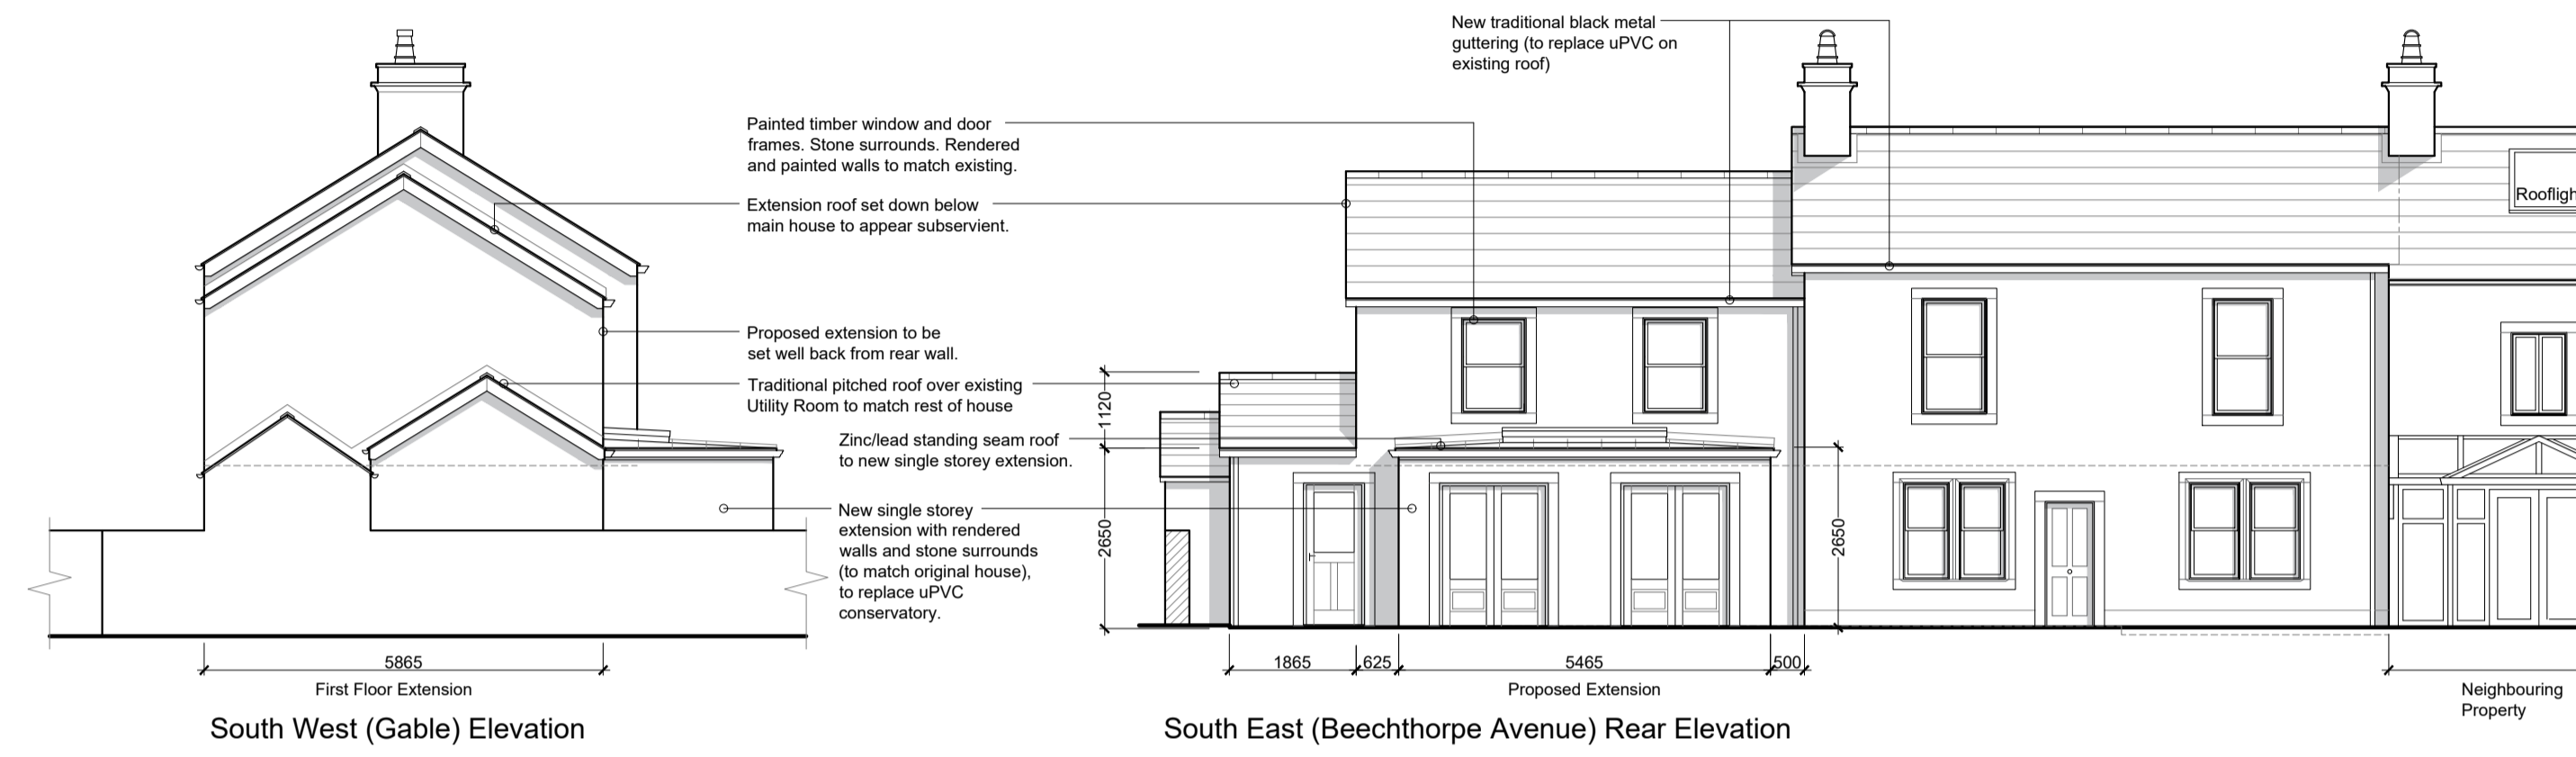 New traditional black metal
guttering (to replace uPVC on
existing roof)
Painted timber window and door
frames. Stone surrounds. Rendered
and painted walls to match existing.
Extension roof set down below
main house to appear subservient.
Roofligh
Proposed extension to be
set well back from rear wall.
Traditional pitched roof over existing
Utility Room to match rest of house
1120
Zinc/lead standing seam roof
to new single storey extension.
New single storey
extension with rendered
walls and stone surrounds
(to match original house),
to replace uPVC
conservatory.
2650
2650
5865
First Floor Extension
1865
625
5465
500
Proposed Extension
Neighbouring
Property
South West (Gable) Elevation
South East (Beechthorpe Avenue) Rear Elevation